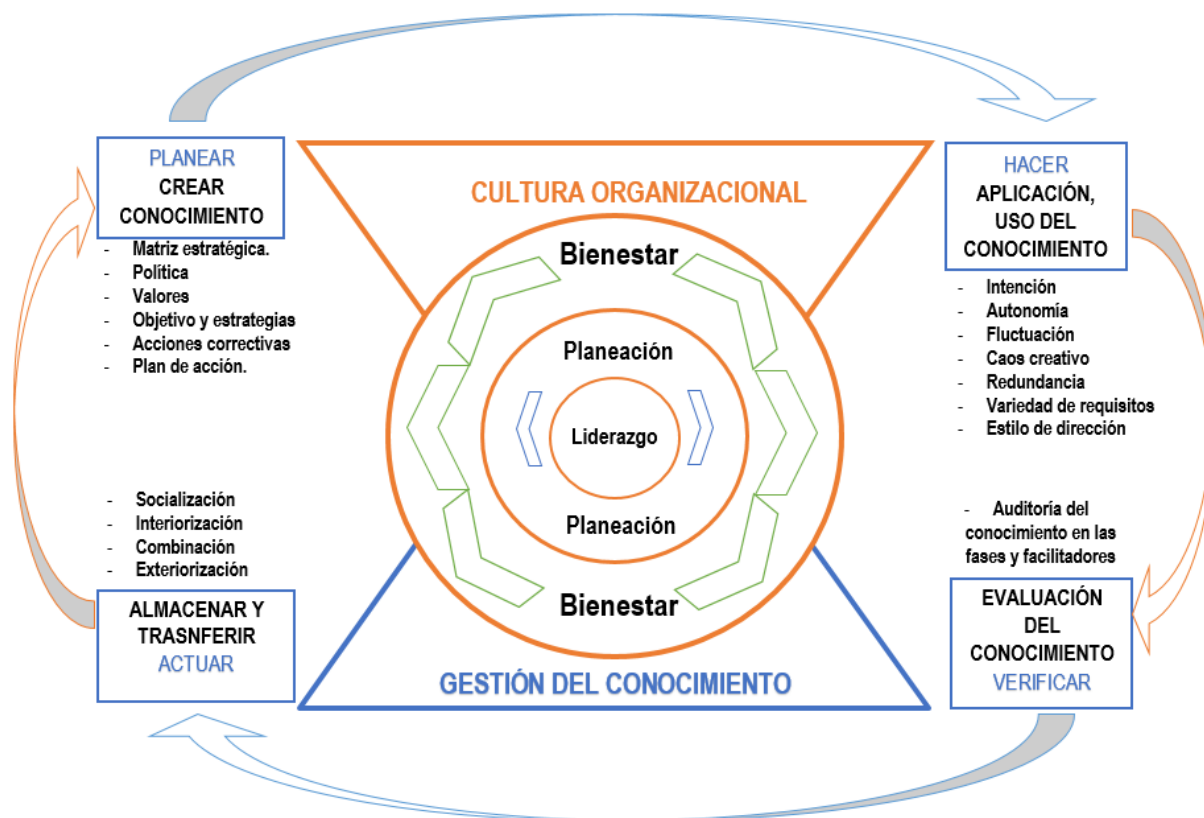 PLANEAR
CREAR
CONOCIMIENTO
- Matriz estratégica.
- Política
- Valores
- Objetivo y estrategias
- Acciones correctivas
- Plan de acción.
- Socialización
- Interiorización
- Combinación
- Exteriorización
ALMACENAR Y
TRASNFERIR
ACTUAR
CULTURA ORGANIZACIONAL
Bienestar
Planeación
Liderazgo
Planeación
Bienestar
GESTIÓN DEL CONOCIMIENTO
HACER
APLICACIÓN,
USO DEL
CONOCIMIENTO
- Intención
- Autonomía
- Fluctuación
- Caos creativo
- Redundancia
- Variedad de requisitos
- Estilo de dirección
- Auditoría del
conocimiento en las
fases y facilitadores
EVALUACIÓN
DEL
CONOCIMIENTO
VERIFICAR